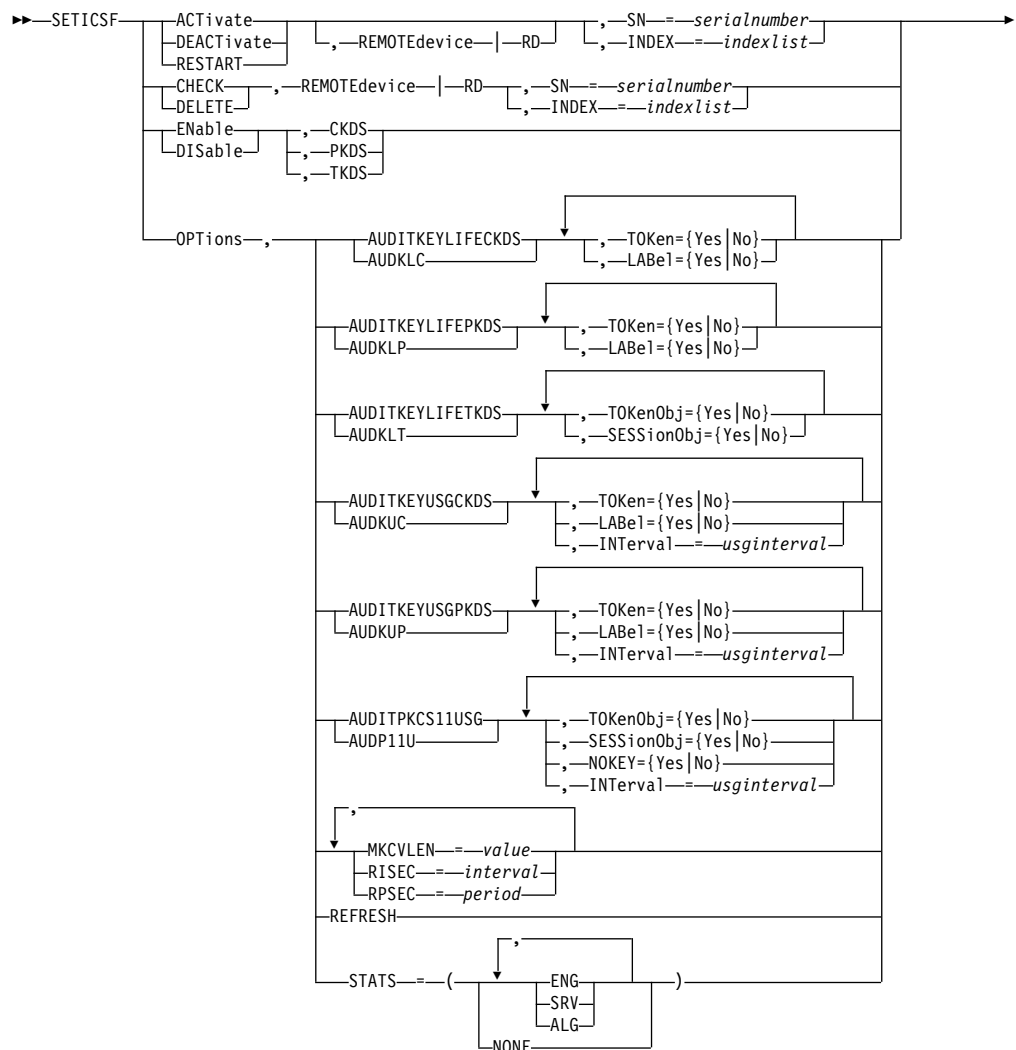 SETICSF ACTivate , SN = serialnumber
DEACTivate , REMOTEdevice | RD , INDEX = indexlist
RESTART
CHECK , REMOTEdevice | RD , SN = serialnumber
DELETE , INDEX = indexlist
ENable , CKDS
DISable , PKDS
, TKDS
OPTions , AUDITKEYLIFECKDS , TOKen={Yes|No}
AUDKLC , LABel={Yes|No}
AUDITKEYLIFEPKDS , TOKen={Yes|No}
AUDKLP , LABel={Yes|No}
AUDITKEYLIFETKDS , TOKenObj={Yes|No}
AUDKLT , SESSionObj={Yes|No}
AUDITKEYUSGCKDS , TOKen={Yes|No}
AUDKUC , LABel={Yes|No}
, INTerval = usginterval
AUDITKEYUSGPKDS , TOKen={Yes|No}
AUDKUP , LABel={Yes|No}
, INTerval = usginterval
AUDITPKCS11USG , TOKenObj={Yes|No}
AUDP11U , SESSionObj={Yes|No}
, NOKEY={Yes|No}
, INTerval = usginterval
,
MKCVLEN = value
RISEC = interval
RPSEC = period
REFRESH
,
STATS = ( ENG )
SRV
ALG
NONE